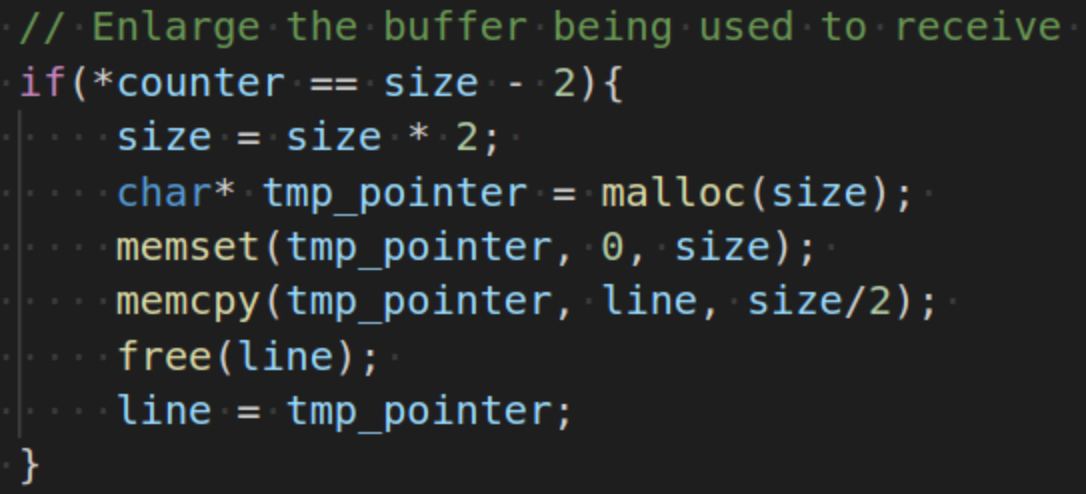 // Enlarge the buffer being used to receive
if(*counter == size - 2){
size = size * 2;
char* tmp_pointer = malloc(size);
memset(tmp_pointer, 0, size);
memcpy(tmp_pointer, line, size/2);
free(line);
line = tmp_pointer;
}